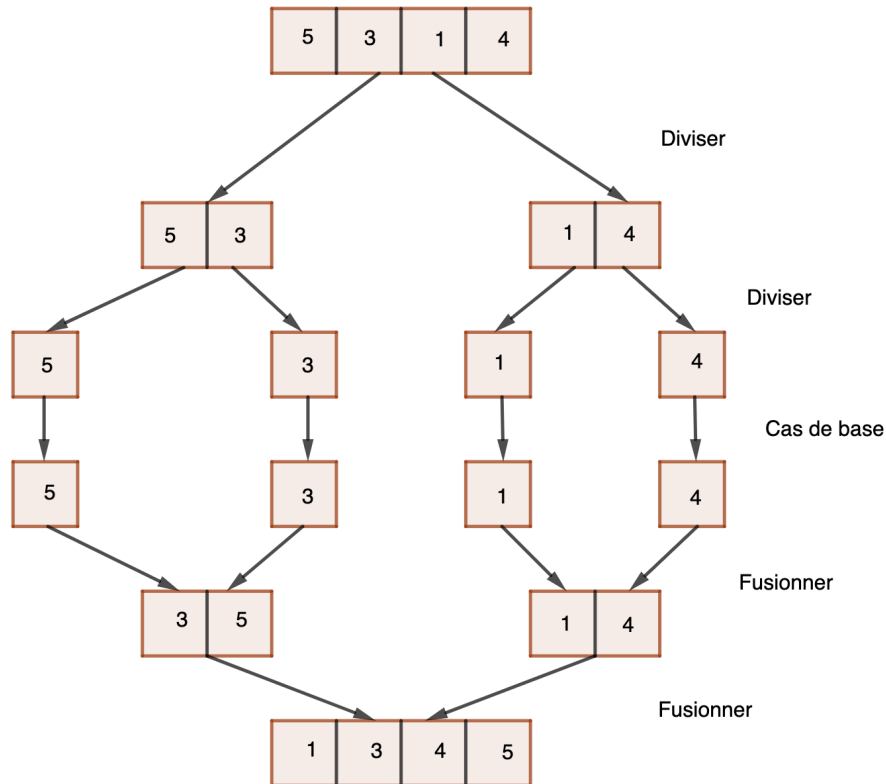 5 3 1 4
Diviser
5 3 1 4
Diviser
5 3 1 4
Cas de base
5 3 1 4
Fusionner
3 5 1 4
Fusionner
1 3 4 5